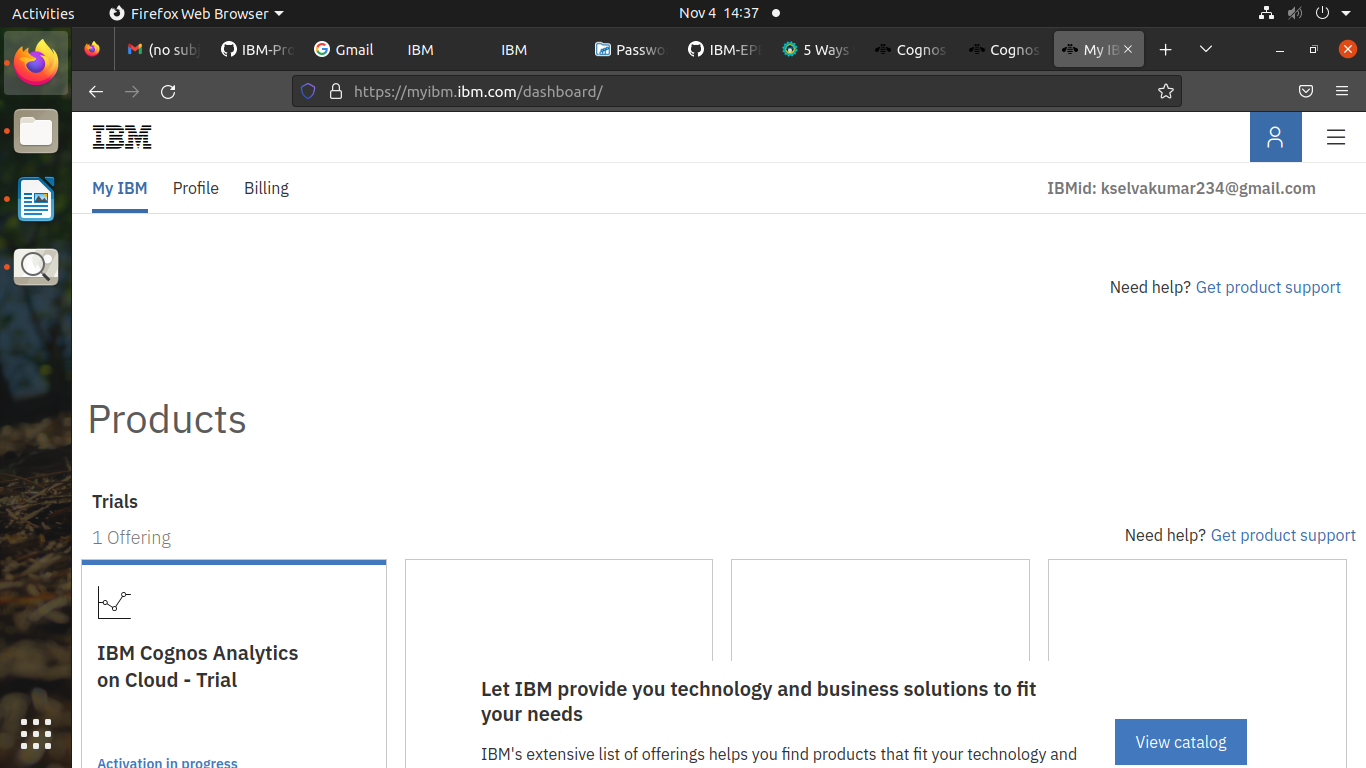 Activities
Firefox Web Browser
Nov 4 14:37
(no subj
IBM-Pro
Gmail
IBM
IBM
Passwo
IBM-EPI
5 Ways
Cognos
Cognos
My IB
https://myibm.ibm.com/dashboard/
IBM
My IBM
Profile
Billing
IBMid: kselvakumar234@gmail.com
Need help? Get product support
Products
Trials
1 Offering
Need help? Get product support
IBM Cognos Analytics
on Cloud - Trial
Activation in progress
Let IBM provide you technology and business solutions to fit
your needs
IBM's extensive list of offerings helps you find products that fit your technology and
View catalog